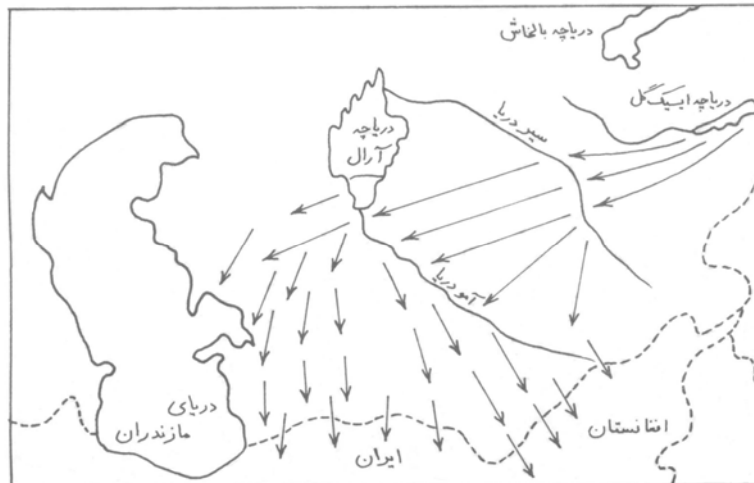 دریاچه بالخاش
دریاچه ایسیک گل
سیر دریا
دریاچه
آرال
آمو دریا
دریای
مازندران
افغانستان
ایران